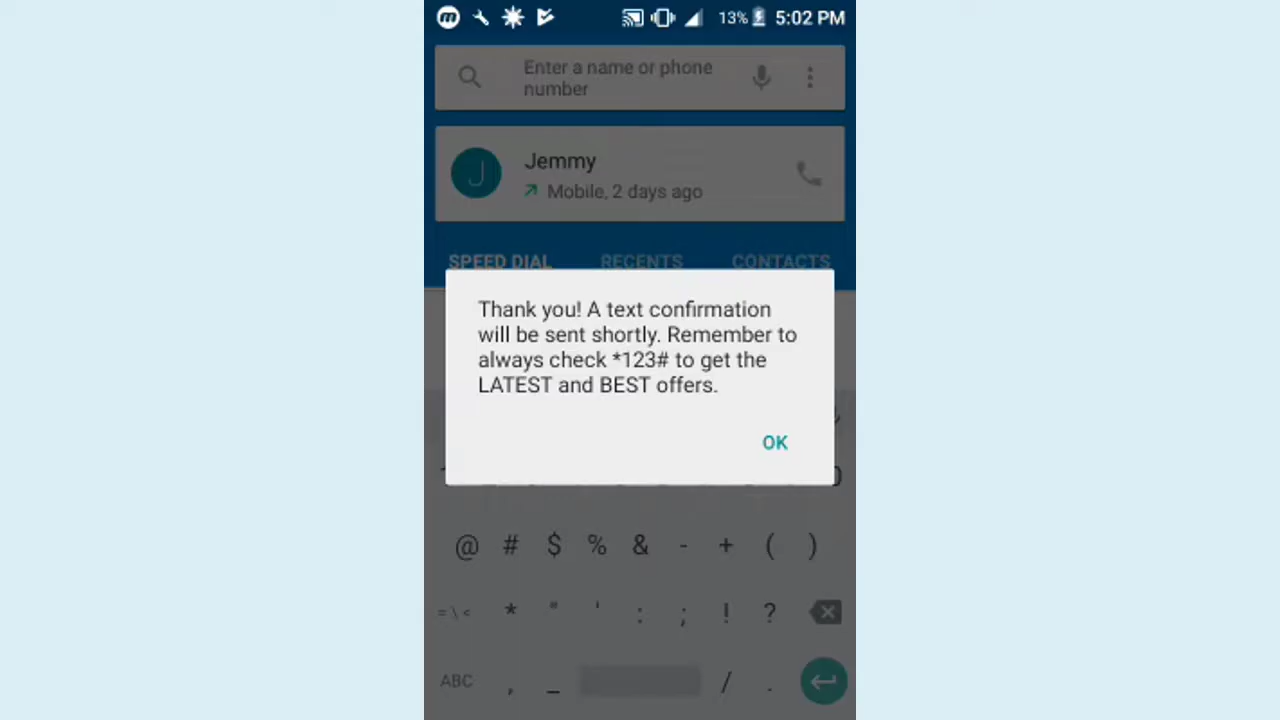 13% 5:02 PM
Enter a name or phone
number
J Jemmy
Mobile, 2 days ago
SPEED DIAL RECENTS CONTACTS
Thank you! A text confirmation
will be sent shortly. Remember to
always check *123# to get the
LATEST and BEST offers.
OK
@ # $ % & - + ( )
= \ < * " ' : ; ! ?
ABC , _ / .